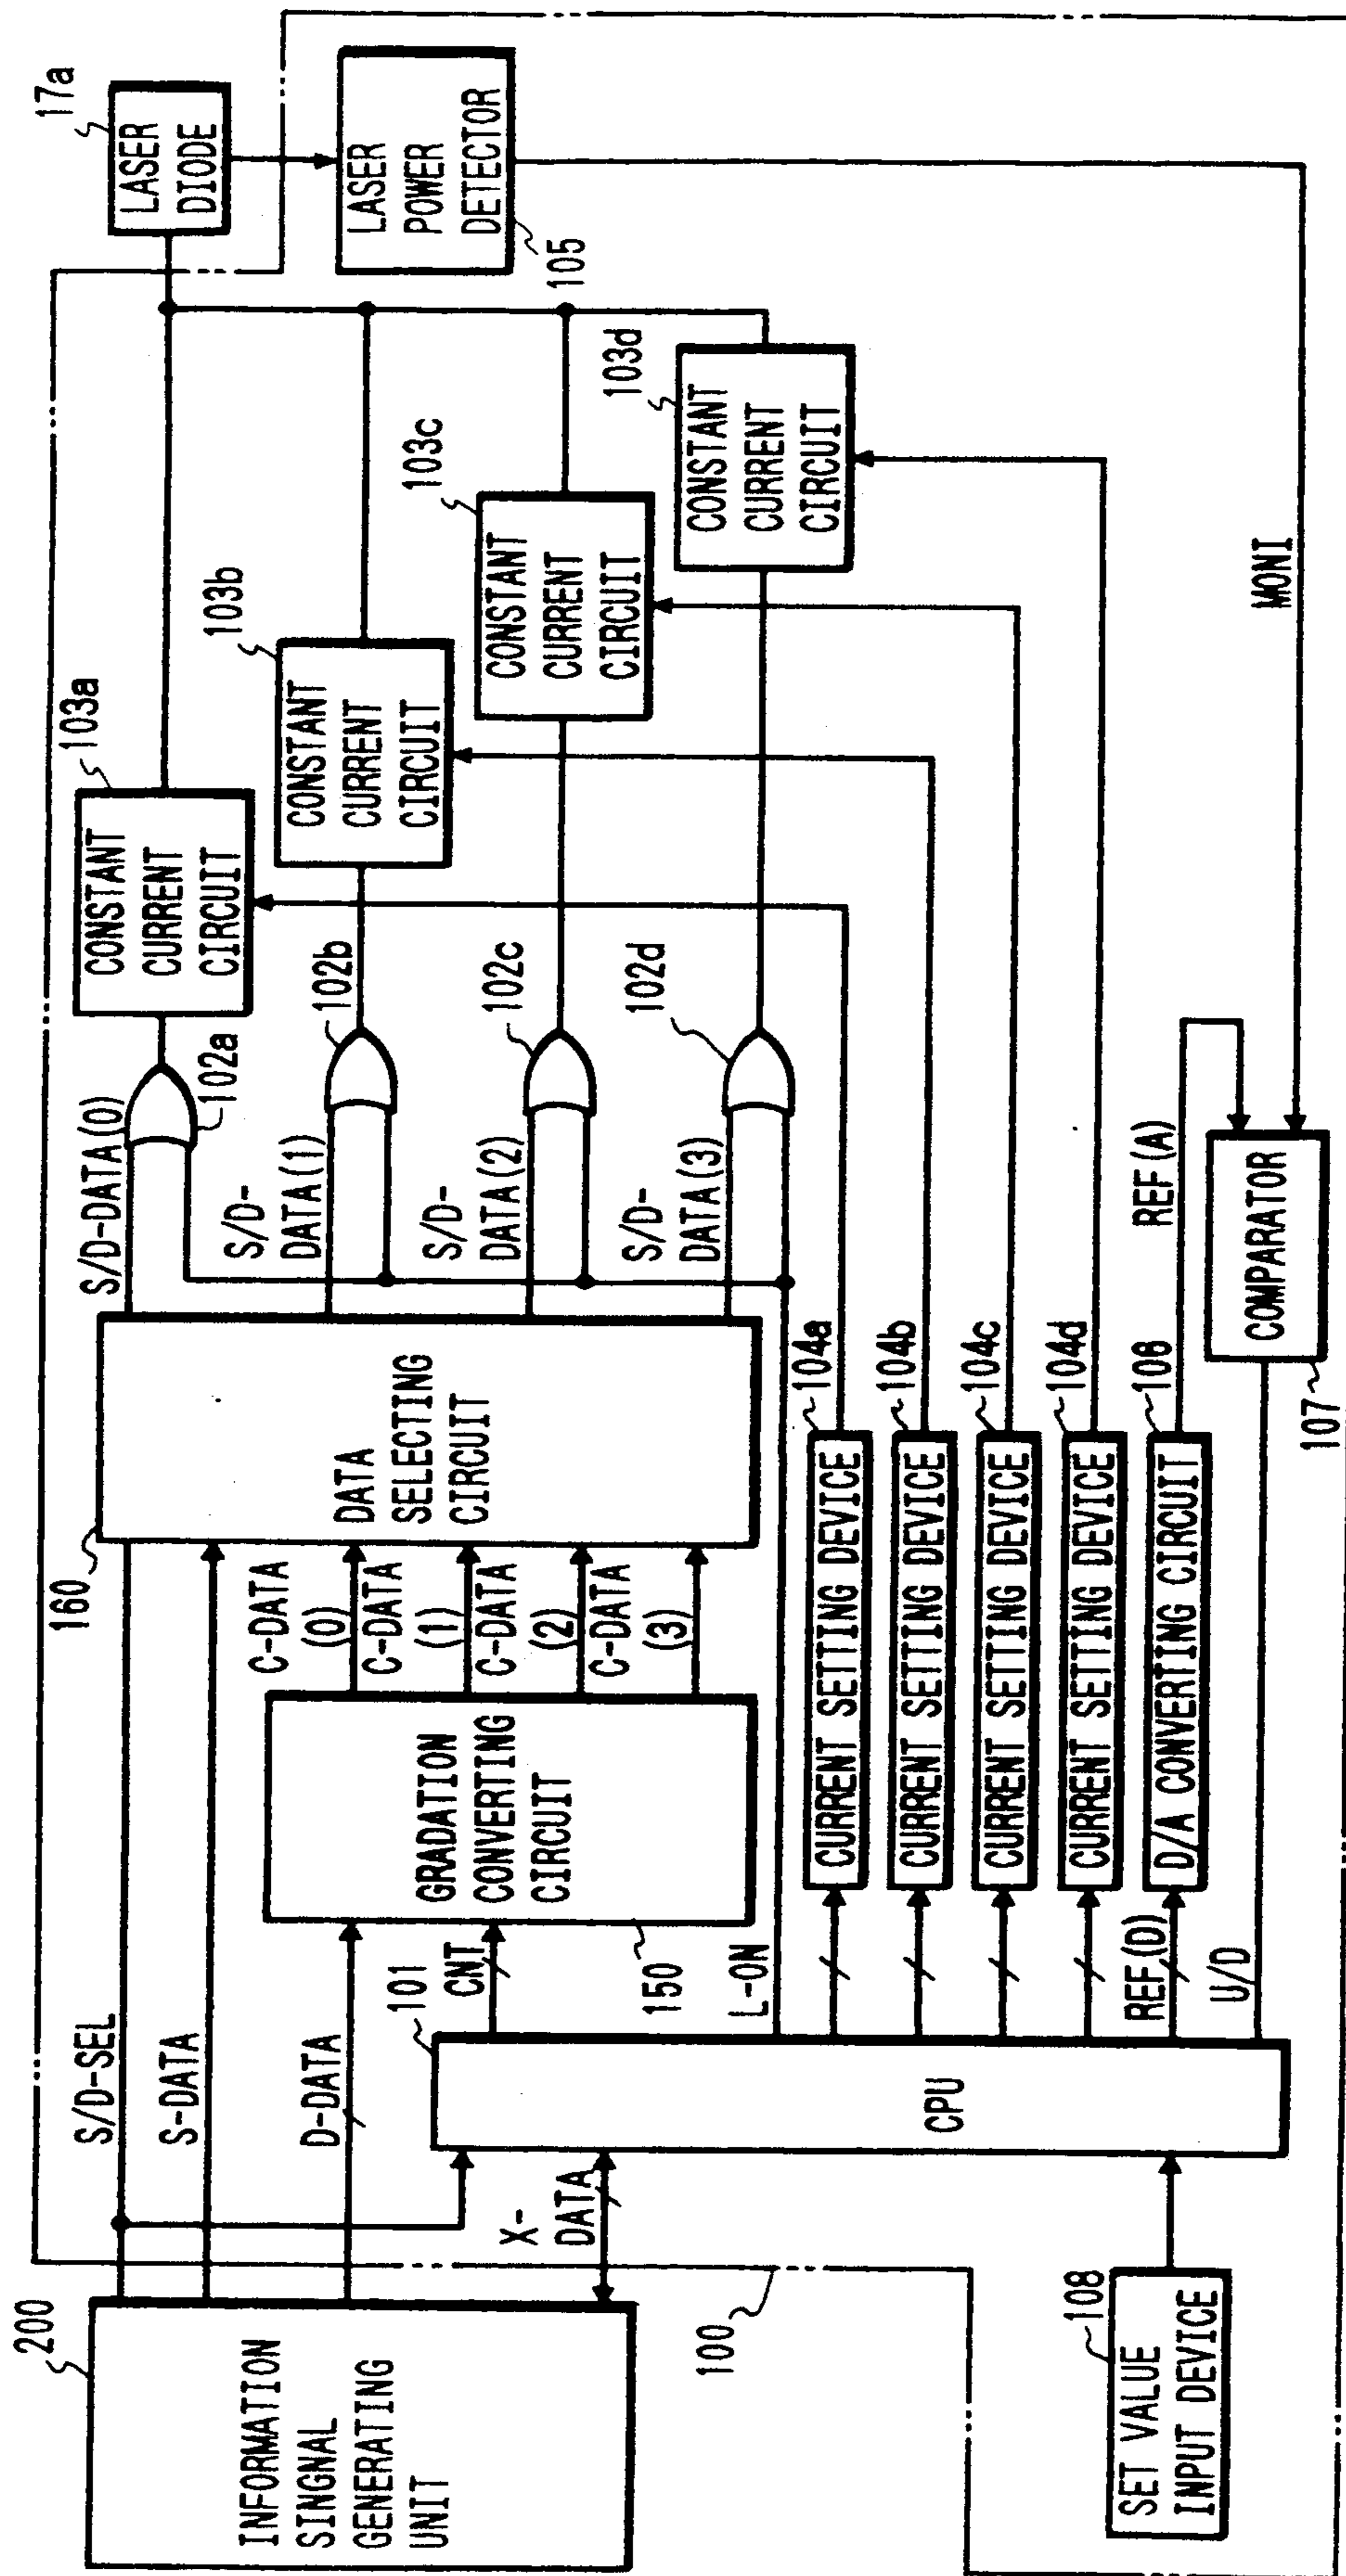 200
INFORMATION
SINGNAL
GENERATING
UNIT
S/D-SEL
S-DATA
D-DATA
X-
DATA
100
108
SET VALUE
INPUT DEVICE
101
CPU
CNT
150
GRADATION
CONVERTING
CIRCUIT
L-ON
REF(D)
U/D
C-DATA
(0)
C-DATA
(1)
C-DATA
(2)
C-DATA
(3)
160
DATA
SELECTING
CIRCUIT
104a
CURRENT SETTING DEVICE
104b
CURRENT SETTING DEVICE
104c
CURRENT SETTING DEVICE
104d
CURRENT SETTING DEVICE
106
D/A CONVERTING CIRCUIT
107
COMPARATOR
REF(A)
S/D-DATA(0)
S/D-
DATA(1)
S/D-
DATA(2)
S/D-
DATA(3)
102a
102b
102c
102d
103a
CONSTANT
CURRENT
CIRCUIT
103b
CONSTANT
CURRENT
CIRCUIT
103c
CONSTANT
CURRENT
CIRCUIT
103d
CONSTANT
CURRENT
CIRCUIT
MONI
17a
LASER
DIODE
LASER
POWER
DETECTOR
105